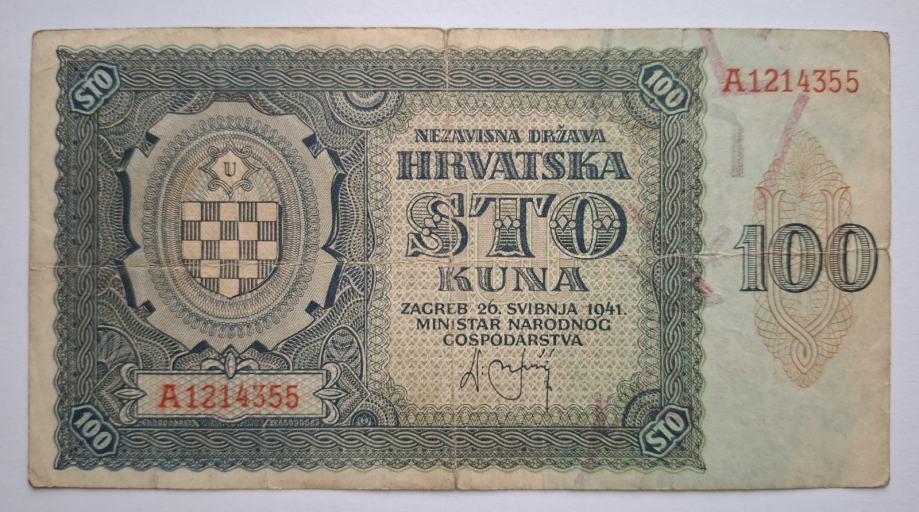 STO
100
A1214355
U
NEZAVISNA DRŽAVA
HRVATSKA
STO
KUNA
100
ZAGREB 26. SVIBNJA 1941.
MINISTAR NARODNOG
GOSPODARSTVA
A1214355
100
STO